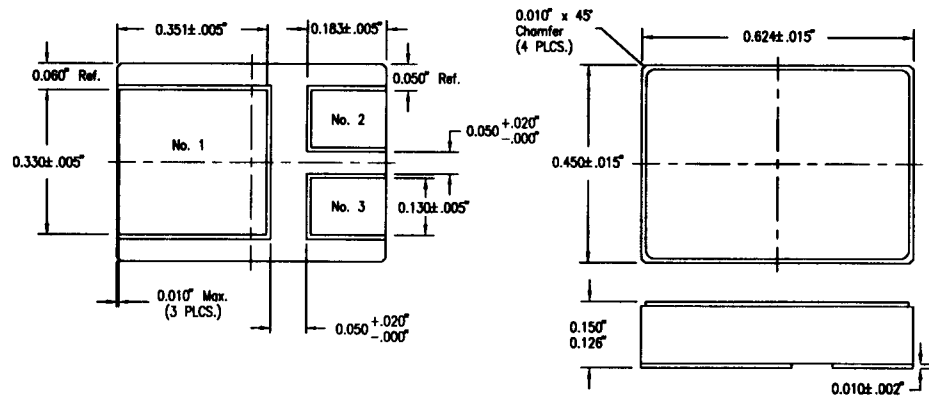 0.351±.005"
0.183±.005"
0.060" Ref.
0.050" Ref.
No. 1
No. 2
0.050 +.020"
-.000"
0.330±.005"
No. 3
0.130±.005"
0.010" Max.
(3 PLCS.)
0.050 +.020"
-.000"
0.010" x 45°
Chamfer
(4 PLCS.)
0.624±.015"
0.450±.015"
0.150"
0.126"
0.010±.002"